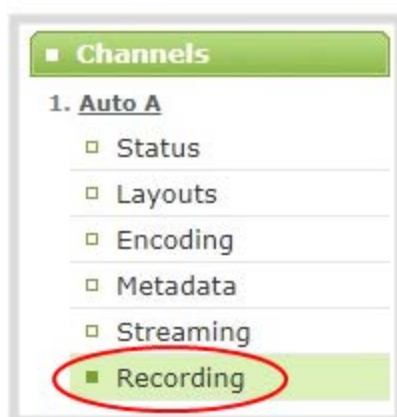 Channels
1. Auto A
Status
Layouts
Encoding
Metadata
Streaming
Recording